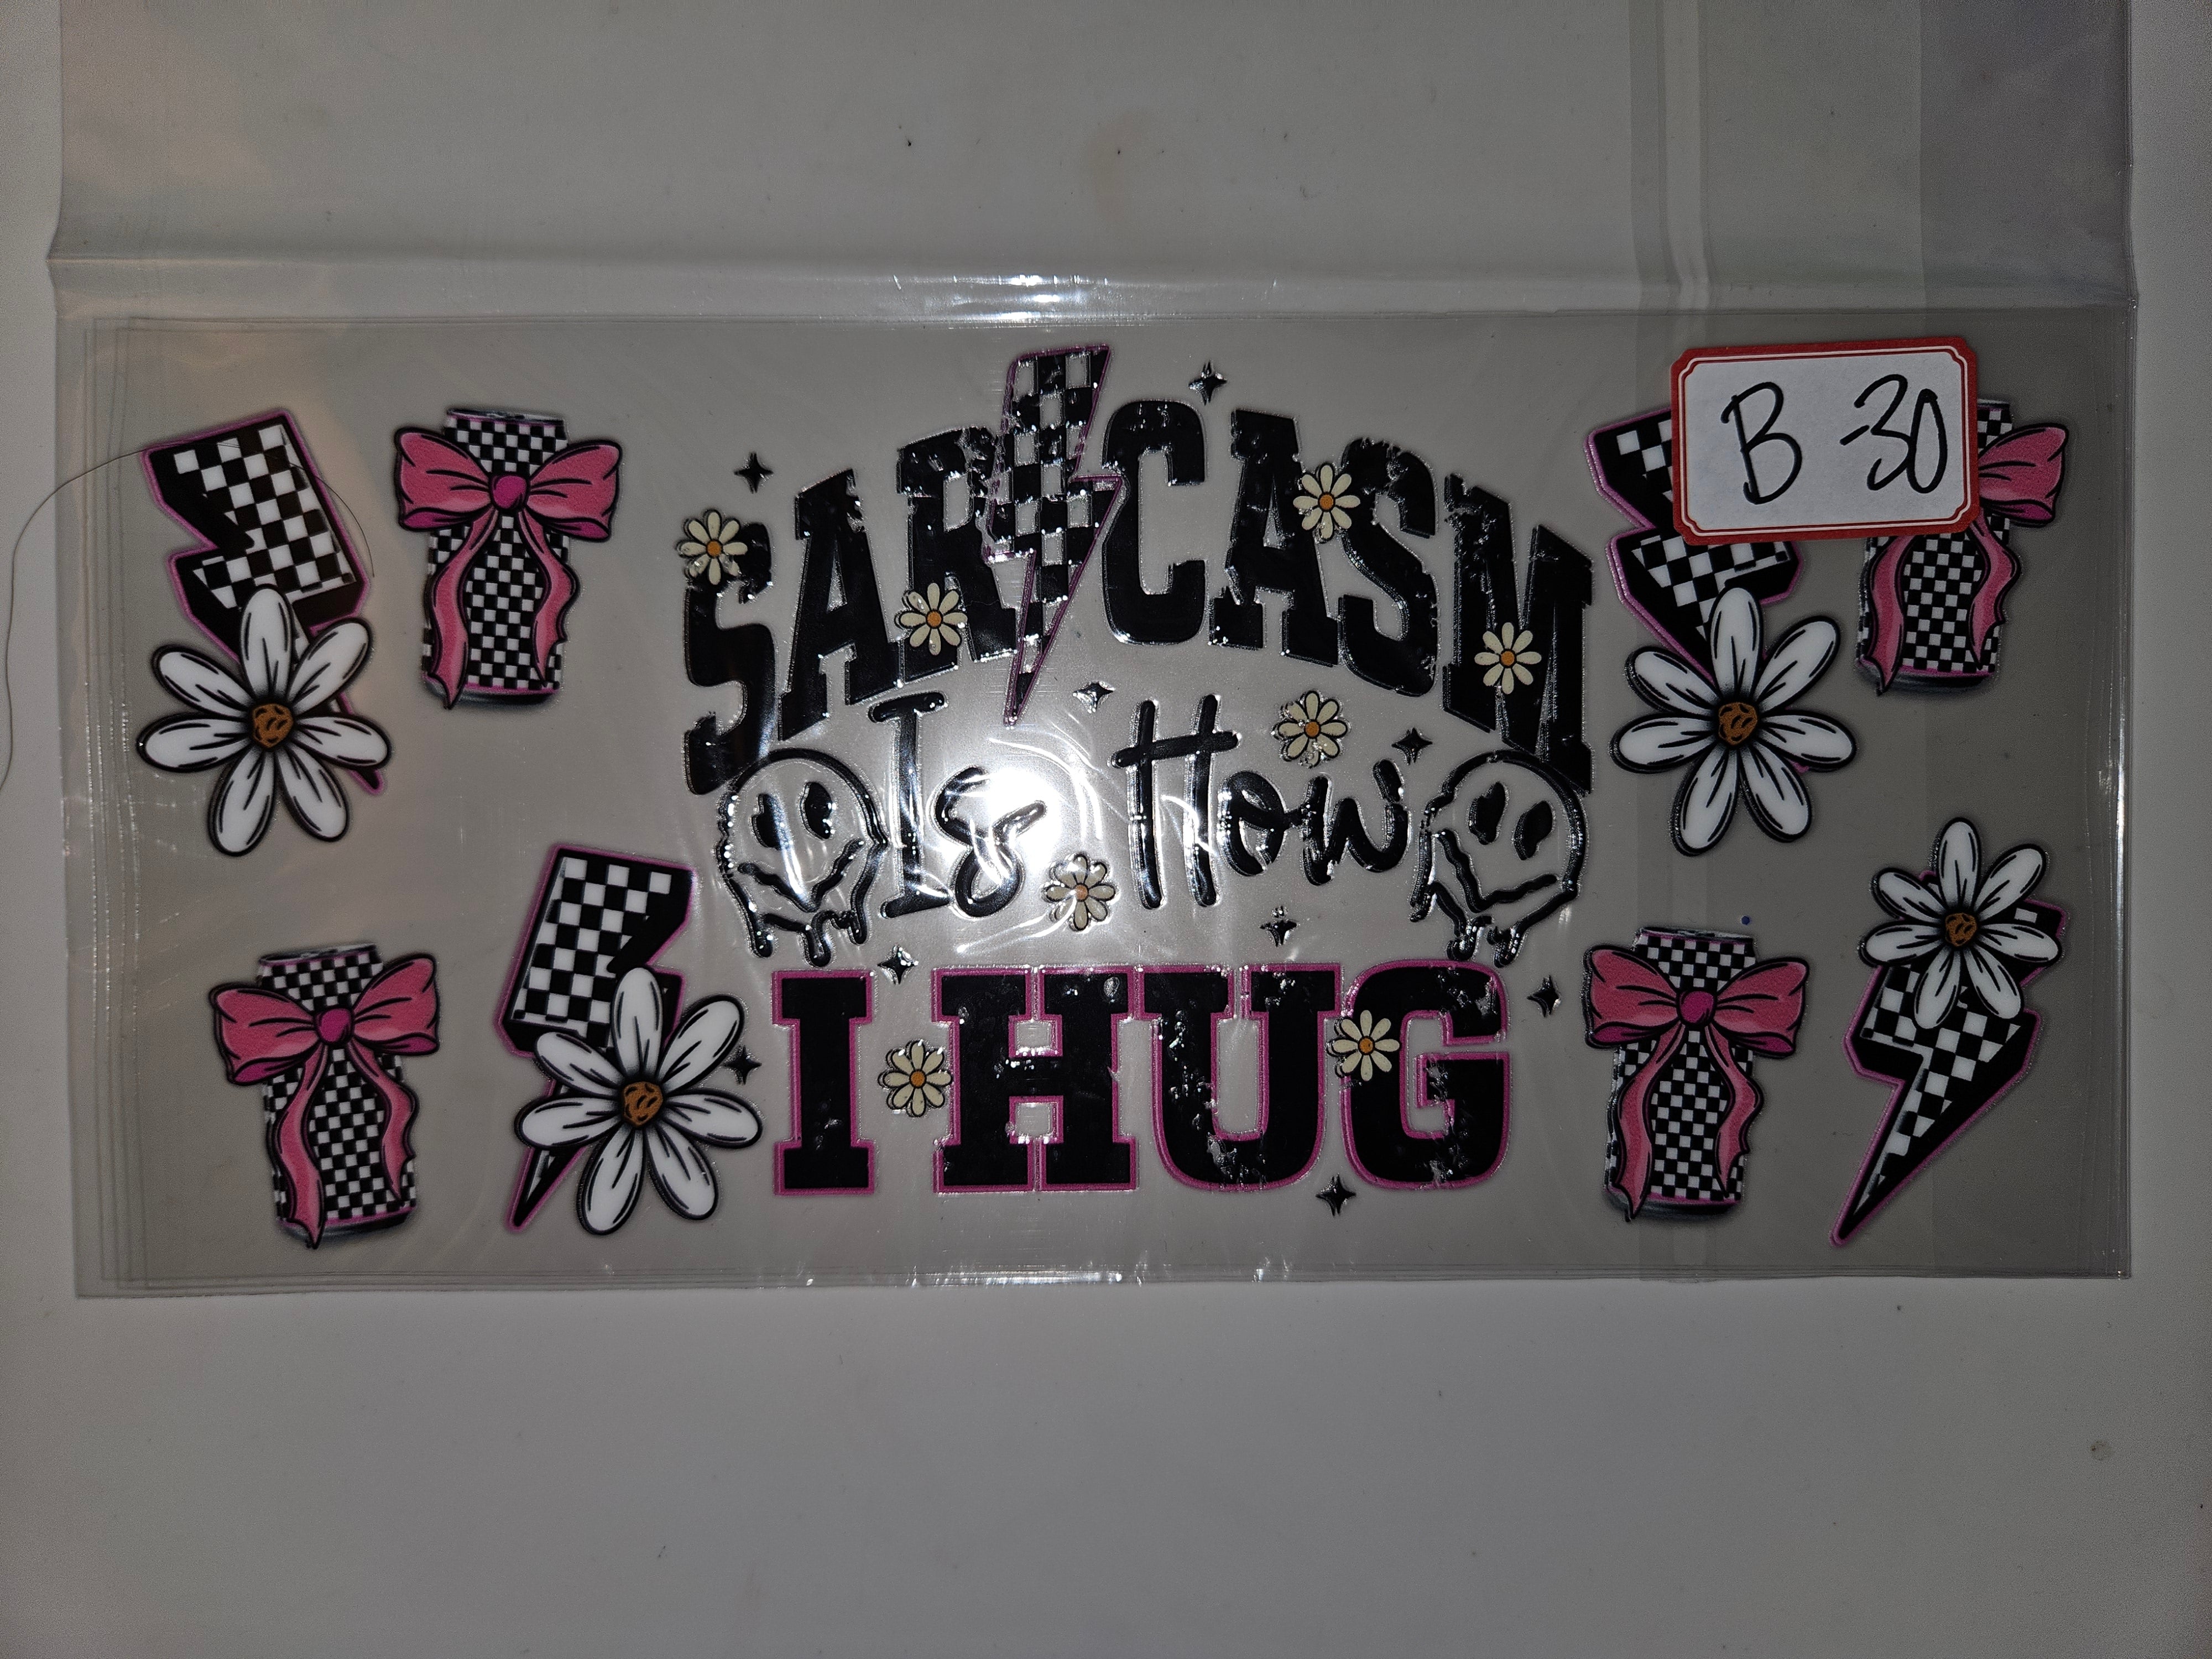 B-30
SARCASM
Is How
I HUG